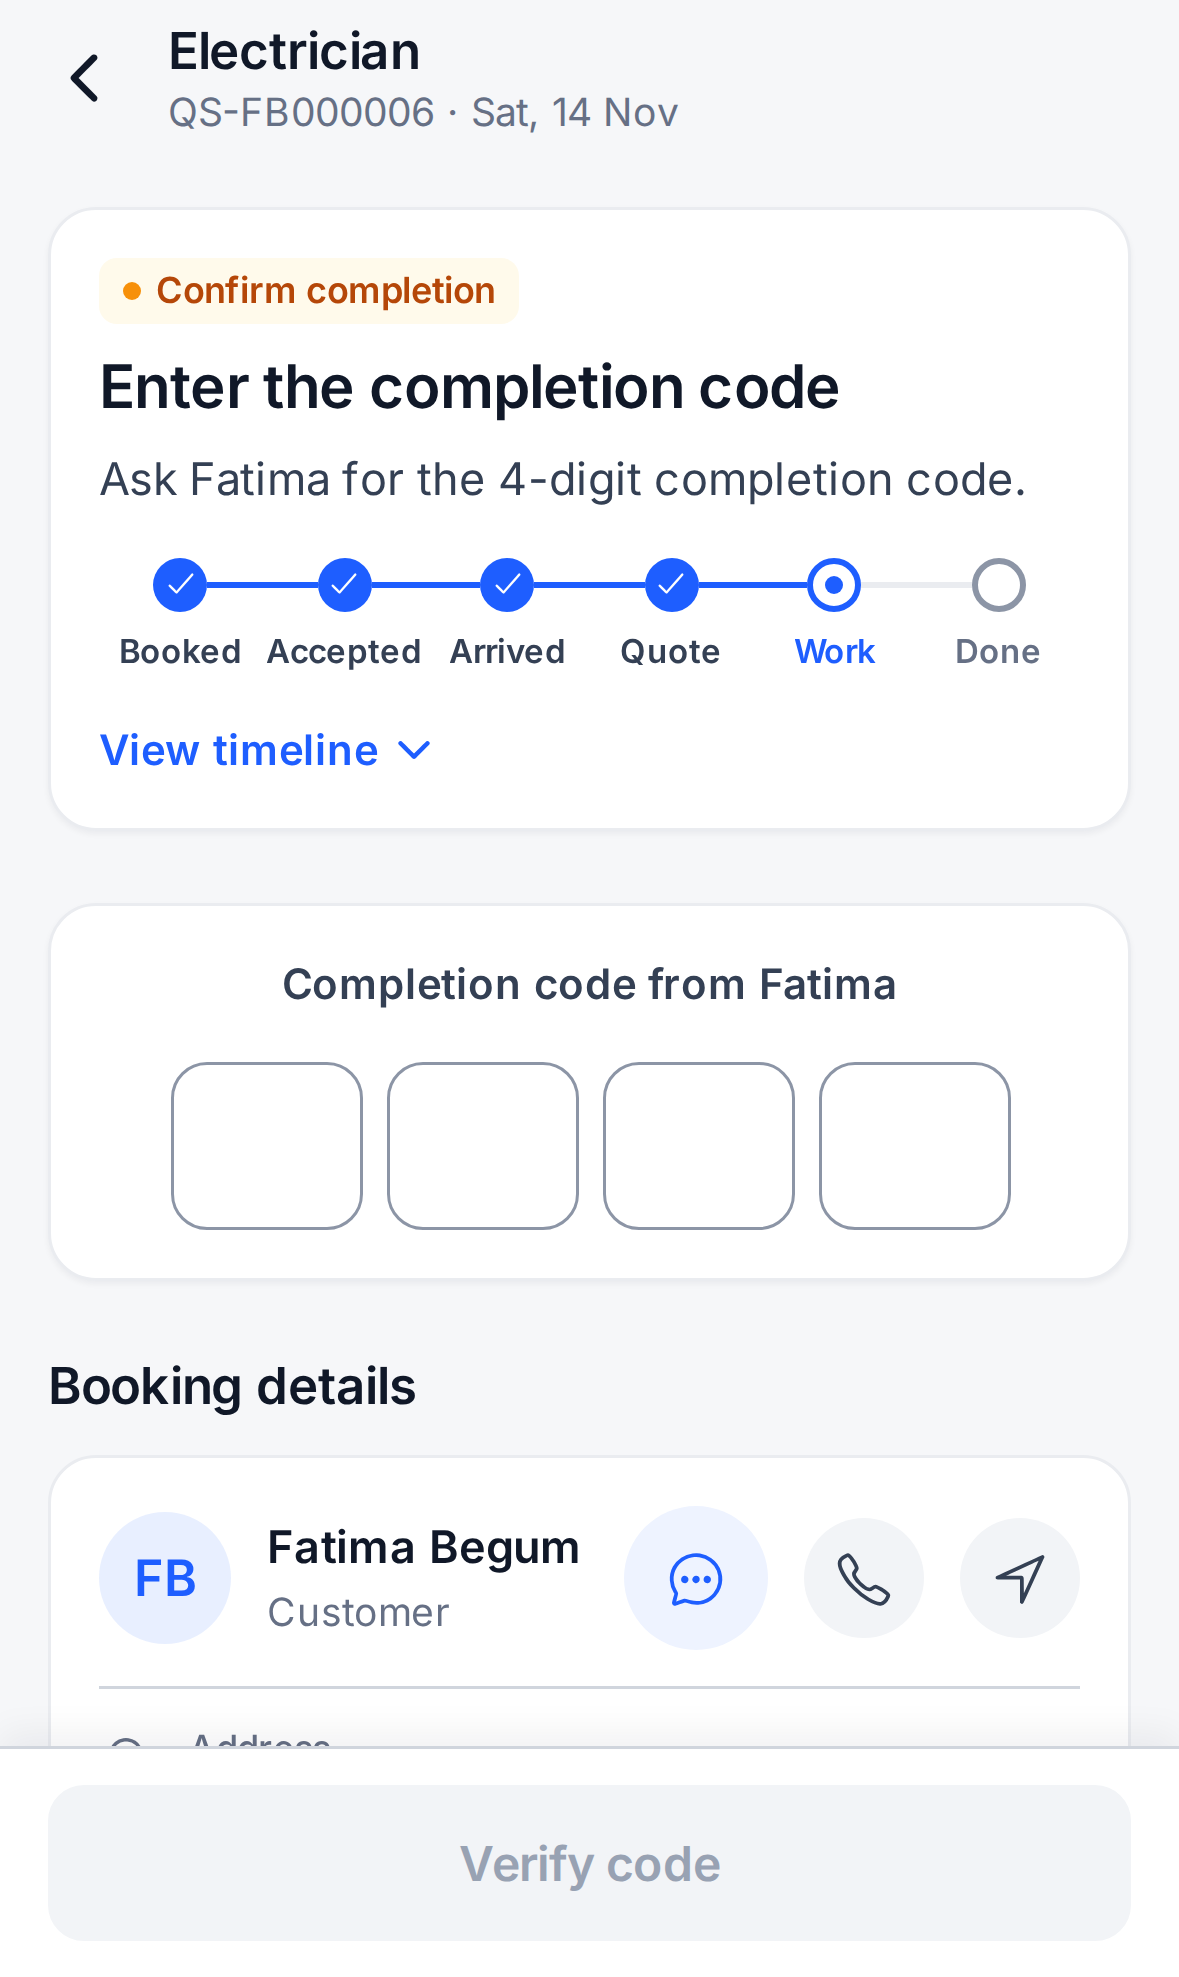 Electrician
QS-FB000006 · Sat, 14 Nov
Confirm completion
Enter the completion code
Ask Fatima for the 4-digit completion code.
Booked Accepted Arrived Quote Work Done
View timeline
Completion code from Fatima
Booking details
FB
Fatima Begum
Customer
Address
Verify code